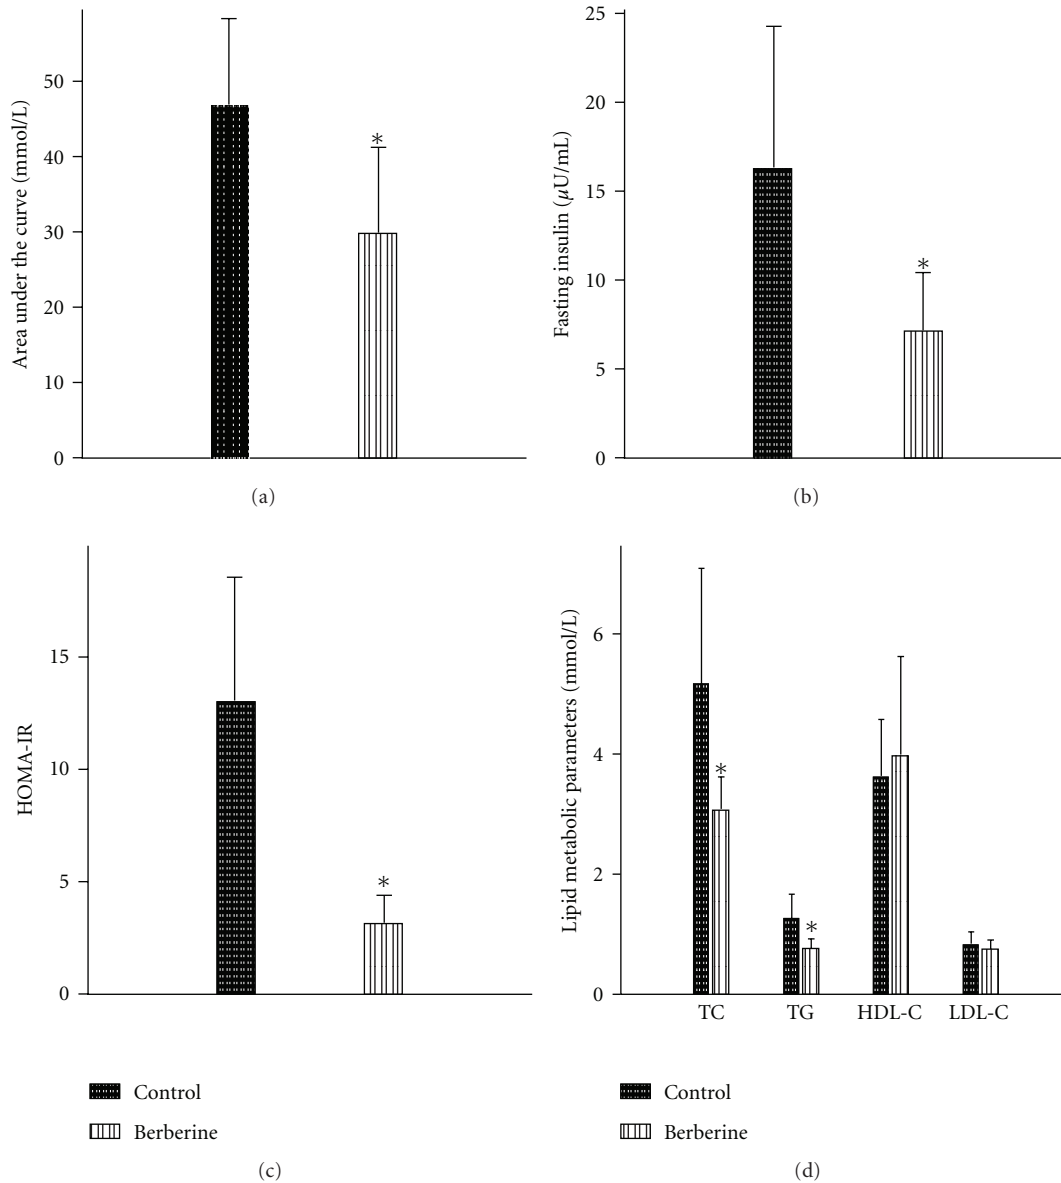 Area under the curve (mmol/L)
50
40
30
20
10
0
*
(a)
Fasting insulin (μU/mL)
25
20
15
10
5
0
*
(b)
HOMA-IR
15
10
5
0
*
Control
Berberine
(c)
Lipid metabolic parameters (mmol/L)
6
4
2
0
*
*
TC TG HDL-C LDL-C
Control
Berberine
(d)